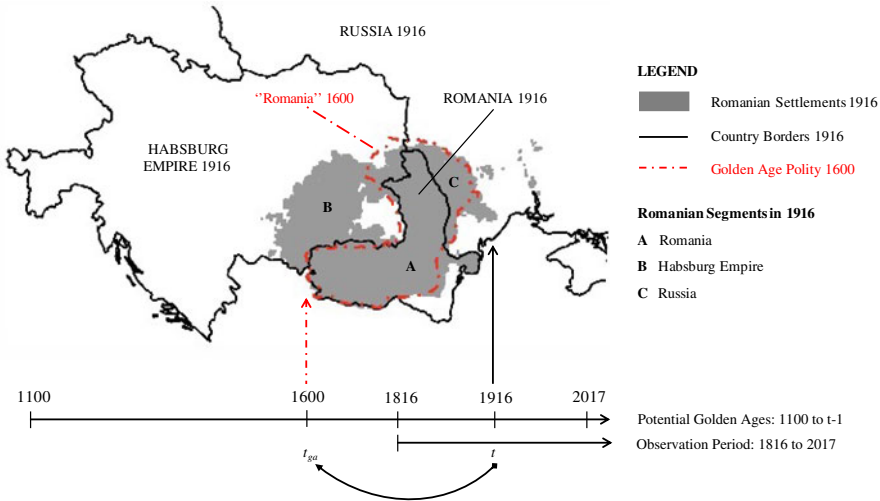 RUSSIA 1916
‘‘Romania’’ 1600
ROMANIA 1916
HABSBURG
EMPIRE 1916
B
C
A
LEGEND
Romanian Settlements 1916
Country Borders 1916
Golden Age Polity 1600
Romanian Segments in 1916
A Romania
B Habsburg Empire
C Russia
1100 1600 1816 1916 2017
Potential Golden Ages: 1100 to t-1
Observation Period: 1816 to 2017
tga t